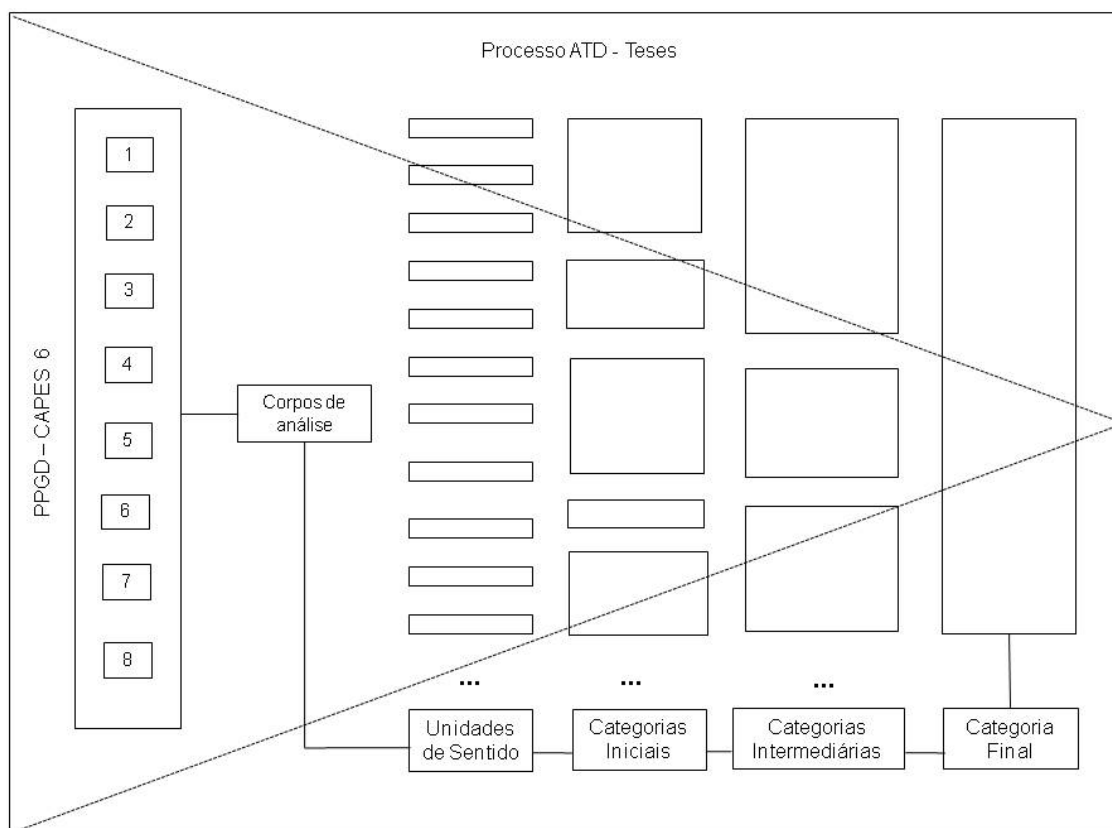 Processo ATD - Teses
PPGD – CAPES 6
1
2
3
4
5
6
7
8
Corpos de
análise
...
...
...
Unidades
de Sentido
Categorias
Iniciais
Categorias
Intermediárias
Categoria
Final